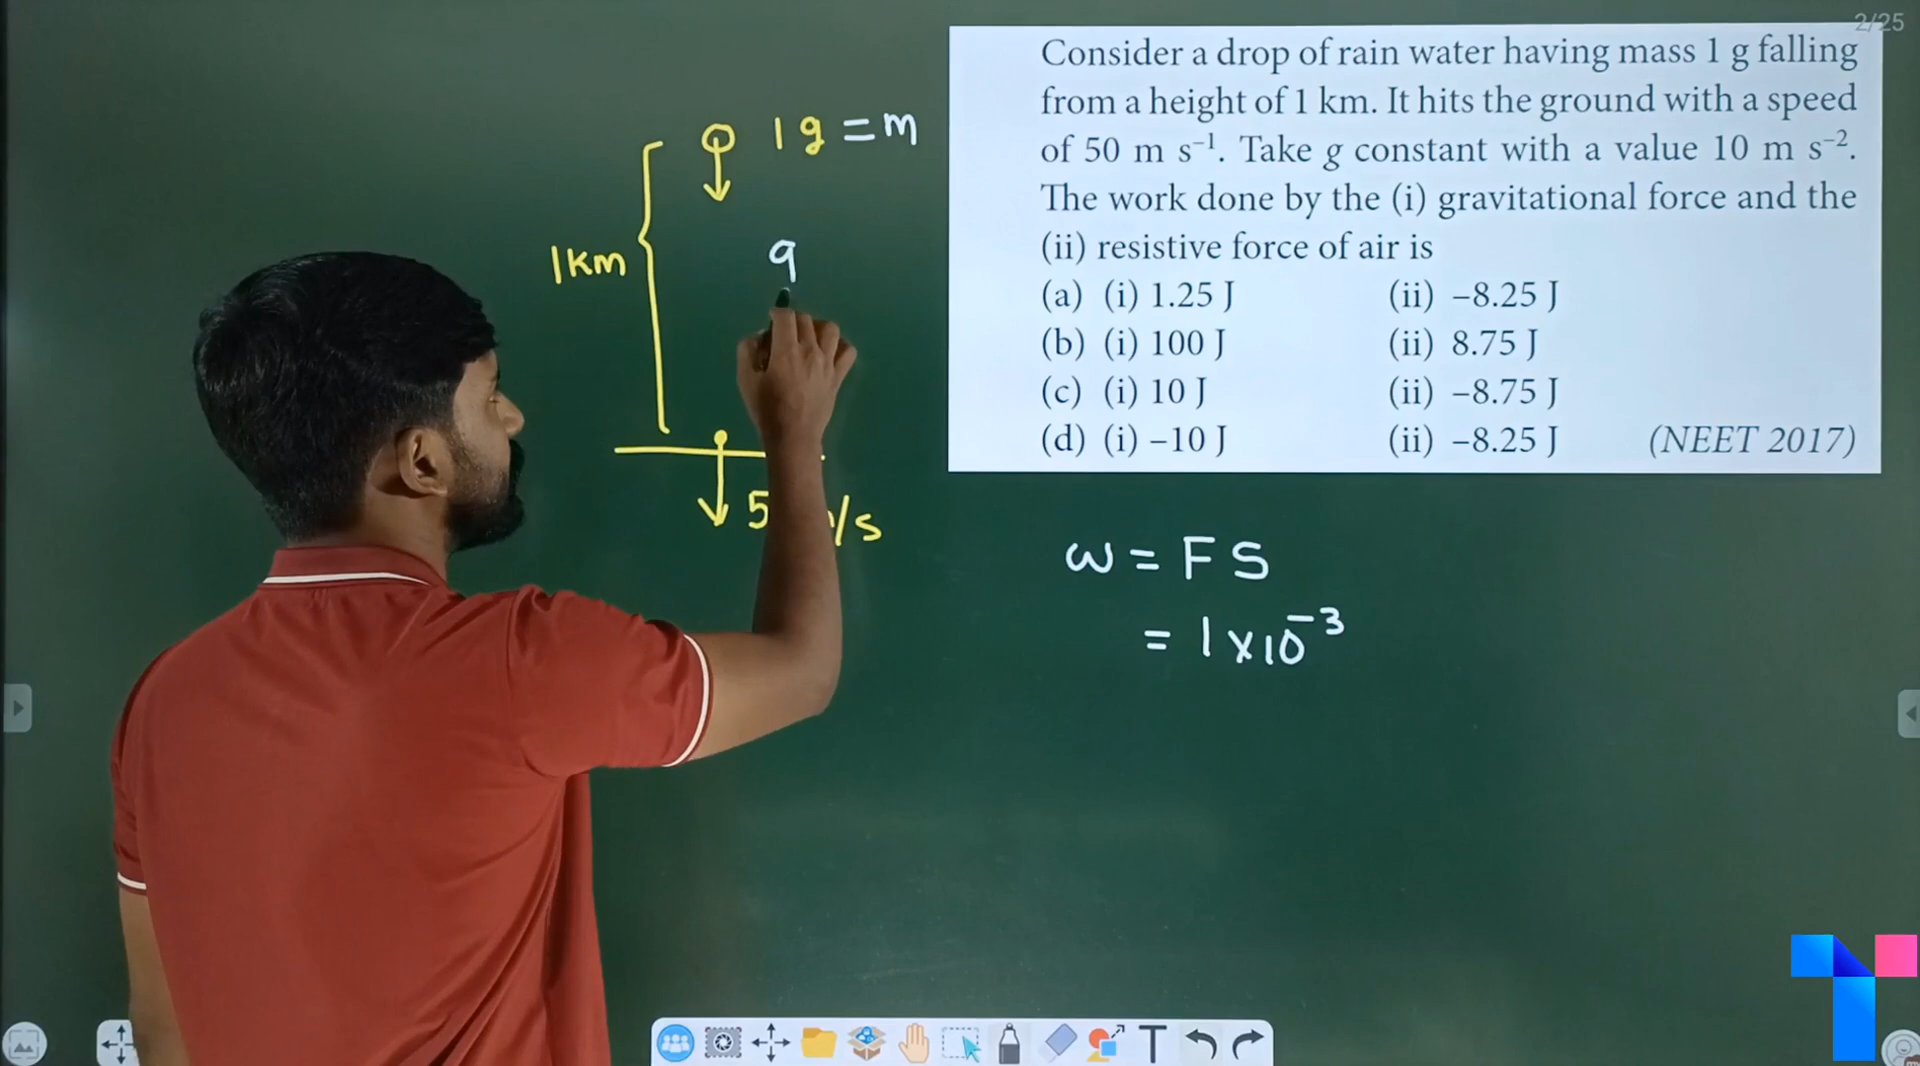 2/25
Consider a drop of rain water having mass 1 g falling
from a height of 1 km. It hits the ground with a speed
of 50 m s⁻¹. Take g constant with a value 10 m s⁻².
The work done by the (i) gravitational force and the
(ii) resistive force of air is
(a) (i) 1.25 J (ii) –8.25 J
(b) (i) 100 J (ii) 8.75 J
(c) (i) 10 J (ii) –8.75 J
(d) (i) –10 J (ii) –8.25 J (NEET 2017)
1 g = m
1km
g
5 /s
ω = F S
= 1 × 10⁻³
T